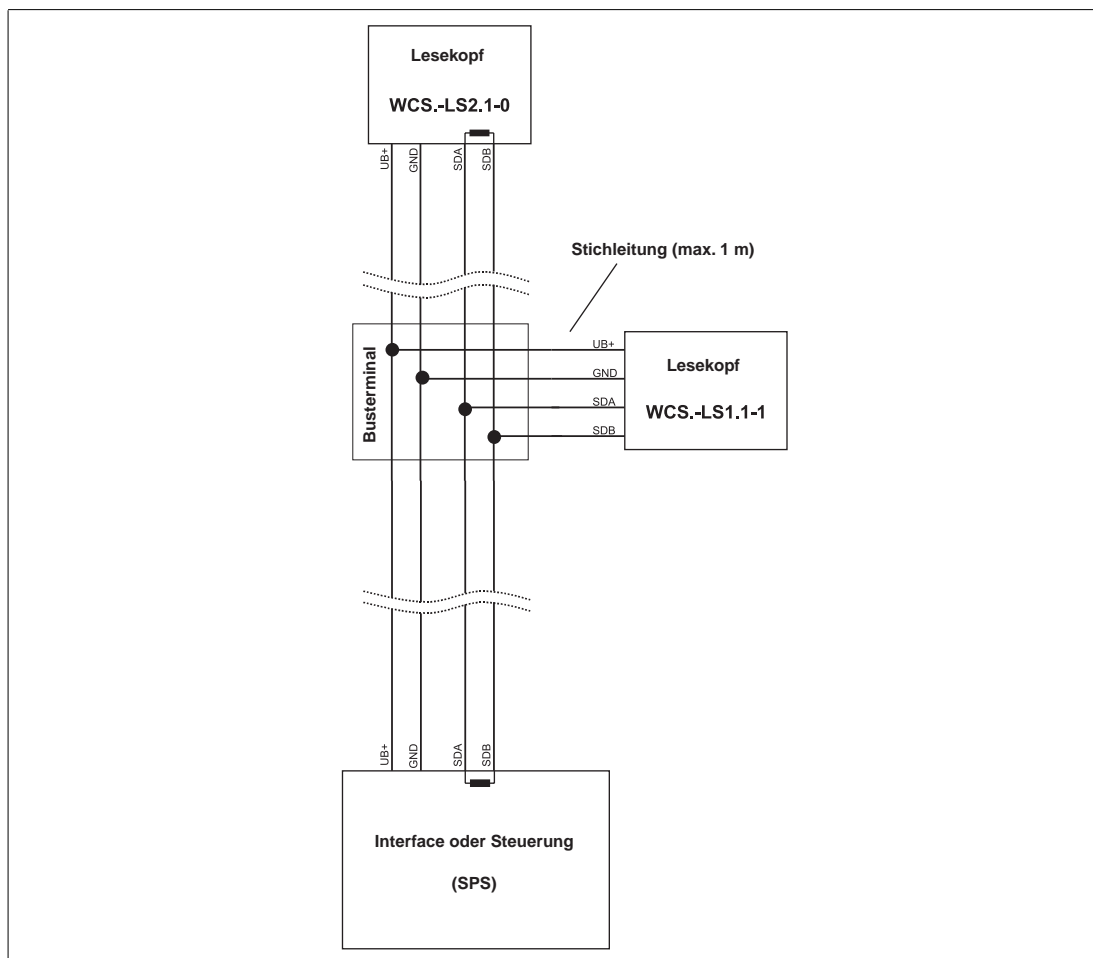 Lesekopf
WCS.-LS2.1-0
UB+
GND
SDA
SDB
Stichleitung (max. 1 m)
Busterminal
UB+
GND
SDA
SDB
Lesekopf
WCS.-LS1.1-1
UB+
GND
SDA
SDB
Interface oder Steuerung
(SPS)